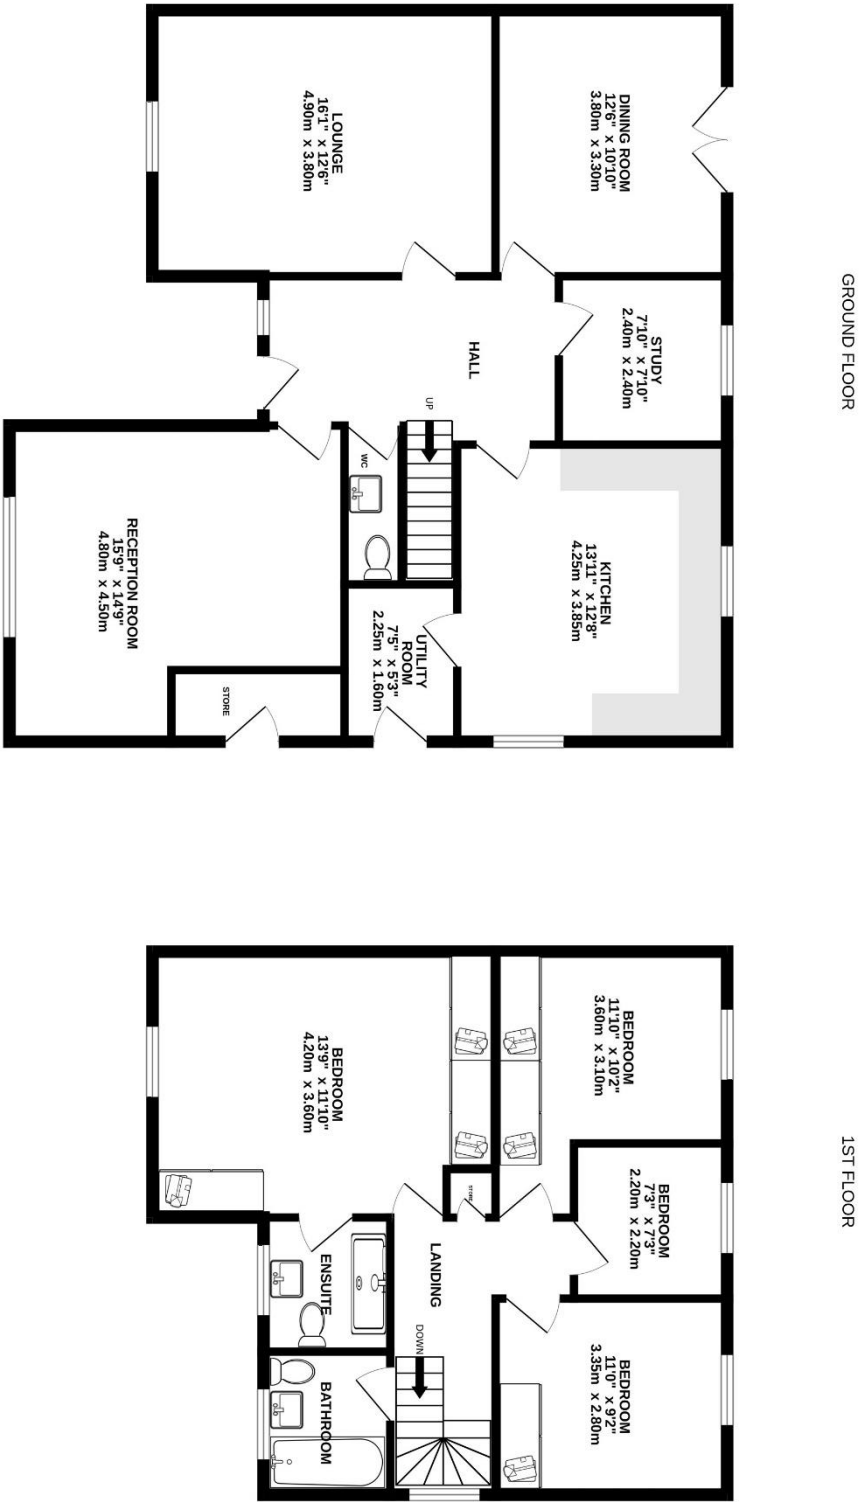 GROUND FLOOR
DINING ROOM
12'6" x 10'10"
3.80m x 3.30m
LOUNGE
16'1" x 12'6"
4.90m x 3.80m
STUDY
7'10" x 7'10"
2.40m x 2.40m
HALL
UP
WC
KITCHEN
13'11" x 12'8"
4.25m x 3.85m
RECEPTION ROOM
15'9" x 14'9"
4.80m x 4.50m
UTILITY
ROOM
7'5" x 5'3"
2.25m x 1.60m
STORE
1ST FLOOR
BEDROOM
11'10" x 10'2"
3.60m x 3.10m
BEDROOM
13'9" x 11'10"
4.20m x 3.60m
BEDROOM
7'3" x 7'3"
2.20m x 2.20m
STORE
LANDING
ENSUITE
DOWN
BEDROOM
11'0" x 9'2"
3.35m x 2.80m
BATHROOM